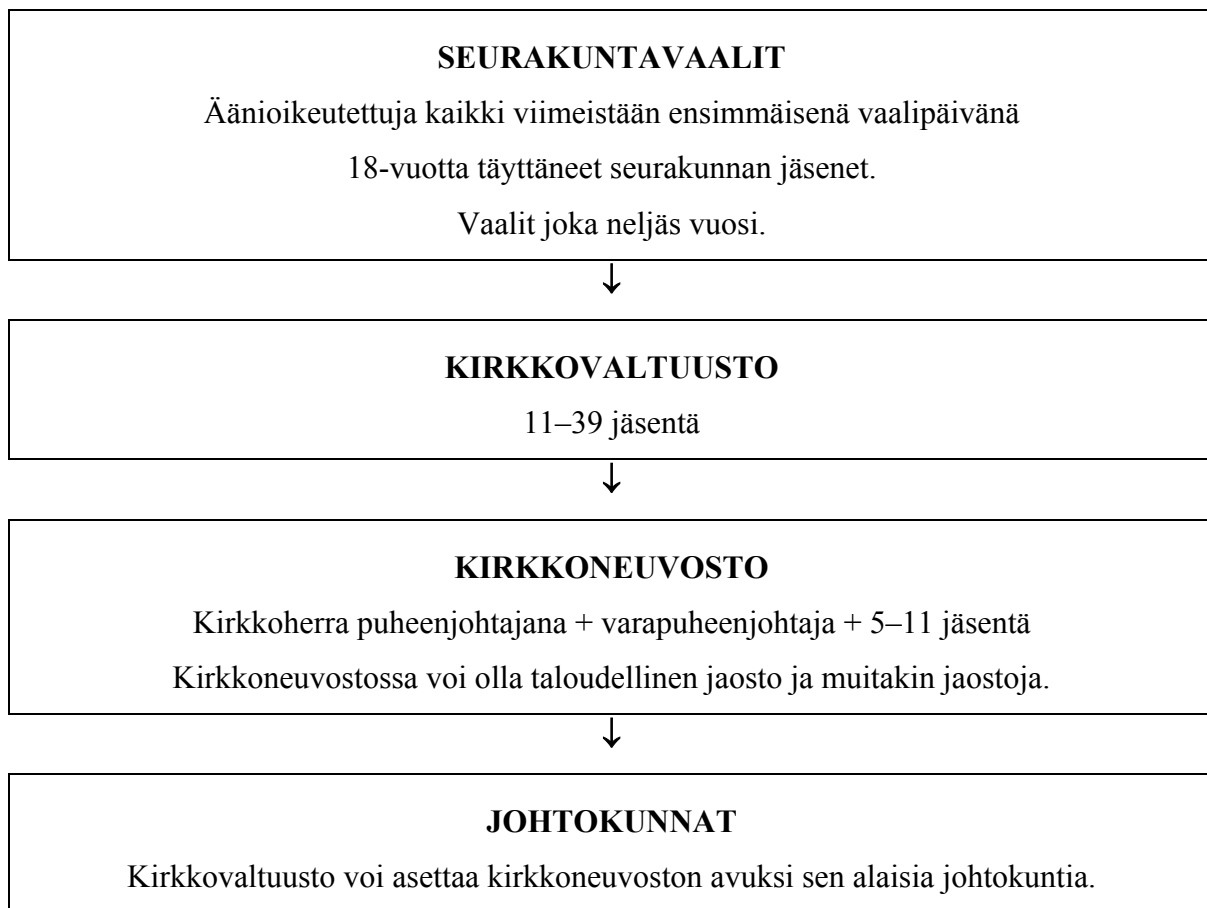 SEURAKUNTAVAALIT
Äänioikeutettuja kaikki viimeistään ensimmäisenä vaalipäivänä
18-vuotta täyttäneet seurakunnan jäsenet.
Vaalit joka neljäs vuosi.
↓
KIRKKOVALTUUSTO
11–39 jäsentä
↓
KIRKKONEUVOSTO
Kirkkoherra puheenjohtajana + varapuheenjohtaja + 5–11 jäsentä
Kirkkoneuvostossa voi olla taloudellinen jaosto ja muitakin jaostoja.
↓
JOHTOKUNNAT
Kirkkovaltuusto voi asettaa kirkkoneuvoston avuksi sen alaisia johtokuntia.